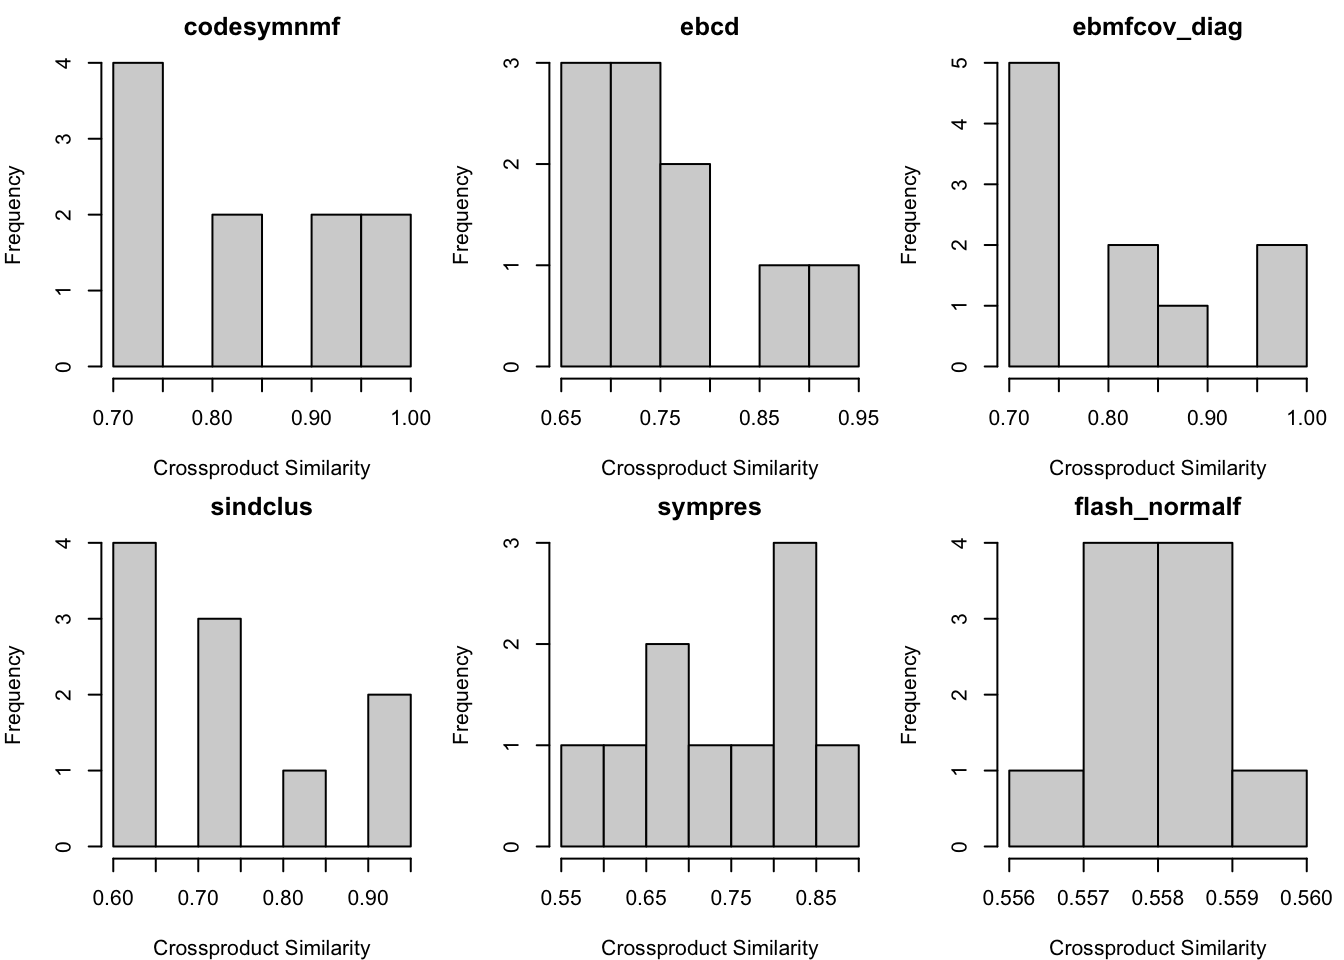 codesymnmf
Frequency
4
3
2
1
0
0.70 0.80 0.90 1.00
Crossproduct Similarity
ebcd
Frequency
3
2
1
0
0.65 0.75 0.85 0.95
Crossproduct Similarity
ebmfcov_diag
Frequency
5
4
3
2
1
0
0.70 0.80 0.90 1.00
Crossproduct Similarity
sindclus
Frequency
4
3
2
1
0
0.60 0.70 0.80 0.90
Crossproduct Similarity
sympres
Frequency
3
2
1
0
0.55 0.65 0.75 0.85
Crossproduct Similarity
flash_normalf
Frequency
4
3
2
1
0
0.556 0.557 0.558 0.559 0.560
Crossproduct Similarity